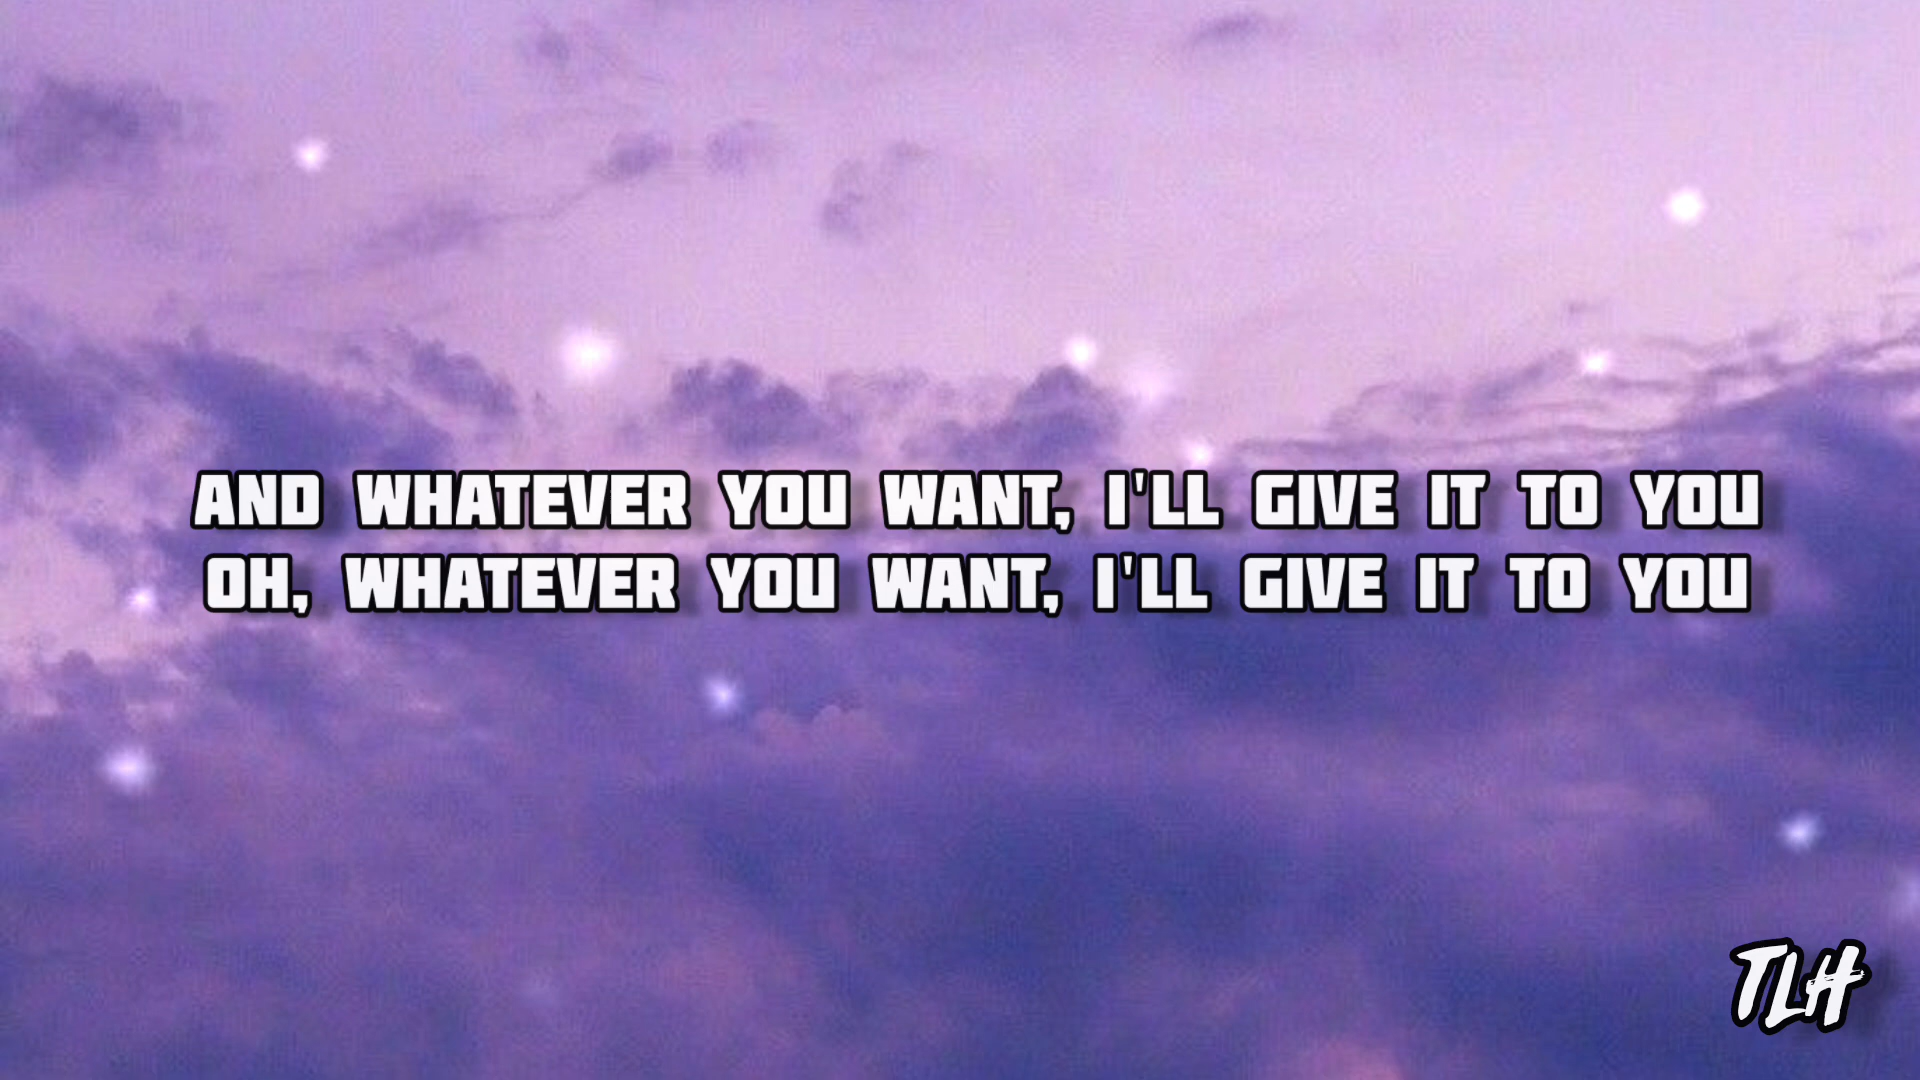 AND WHATEVER YOU WANT, I'LL GIVE IT TO YOU
OH, WHATEVER YOU WANT, I'LL GIVE IT TO YOU
TLH